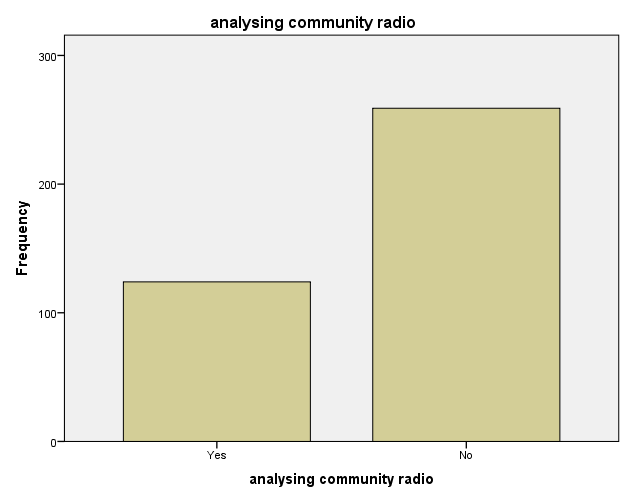 analysing community radio
Frequency
300
200
100
0
Yes No
analysing community radio